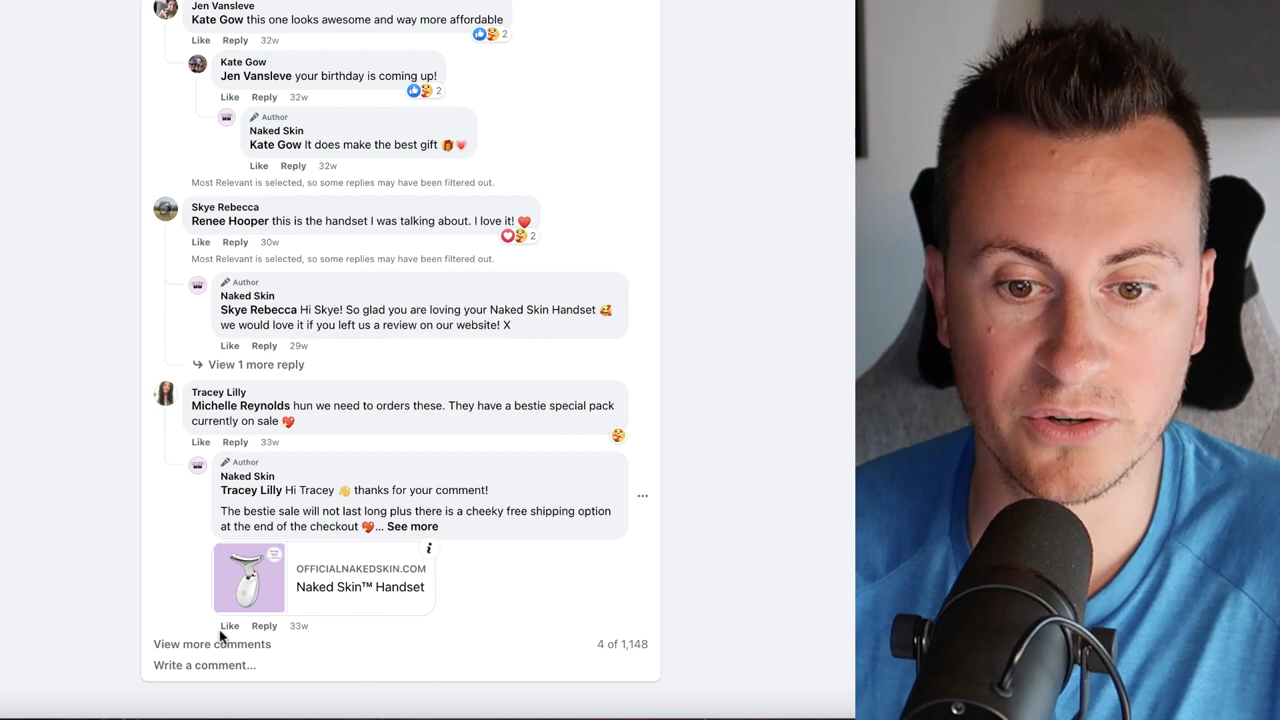 Jen Vansleve
Kate Gow this one looks awesome and way more affordable
2
Like Reply 32w
Kate Gow
Jen Vansleve your birthday is coming up!
2
Like Reply 32w
Author
Naked Skin
Kate Gow It does make the best gift 🎁💗
Like Reply 32w
Most Relevant is selected, so some replies may have been filtered out.
Skye Rebecca
Renee Hooper this is the handset I was talking about. I love it! ❤️
2
Like Reply 30w
Most Relevant is selected, so some replies may have been filtered out.
Author
Naked Skin
Skye Rebecca Hi Skye! So glad you are loving your Naked Skin Handset 🥰
we would love it if you left us a review on our website! X
Like Reply 29w
View 1 more reply
Tracey Lilly
Michelle Reynolds hun we need to orders these. They have a bestie special pack
currently on sale 💖
Like Reply 33w
Author
Naked Skin
Tracey Lilly Hi Tracey 👋 thanks for your comment!
The bestie sale will not last long plus there is a cheeky free shipping option
at the end of the checkout 💖... See more
OFFICIALNAKEDSKIN.COM
Naked Skin™ Handset
Like Reply 33w
View more comments 4 of 1,148
Write a comment...